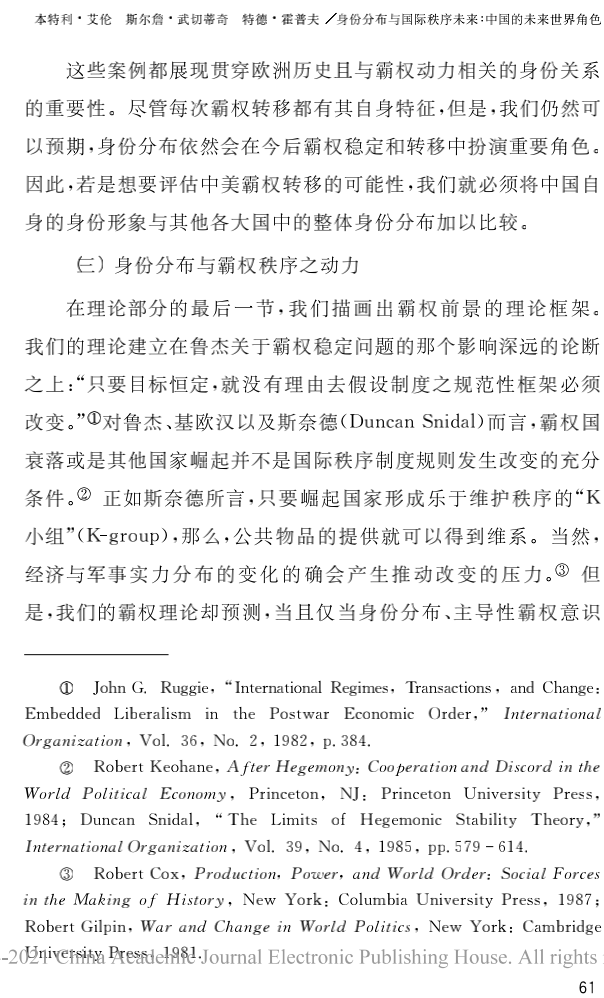 本特利·艾伦　斯尔詹·武切蒂奇　特德·霍普夫／身份分布与国际秩序未来:中国的未来世界角色
这些案例都展现贯穿欧洲历史且与霸权动力相关的身份关系
的重要性。尽管每次霸权转移都有其自身特征,但是,我们仍然可
以预期,身份分布依然会在今后霸权稳定和转移中扮演重要角色。
因此,若是想要评估中美霸权转移的可能性,我们就必须将中国自
身的身份形象与其他各大国中的整体身份分布加以比较。
㈢）身份分布与霸权秩序之动力
在理论部分的最后一节,我们描画出霸权前景的理论框架。
我们的理论建立在鲁杰关于霸权稳定问题的那个影响深远的论断
之上:“只要目标恒定,就没有理由去假设制度之规范性框架必须
改变。”①对鲁杰、基欧汉以及斯奈德(Duncan Snidal)而言,霸权国
衰落或是其他国家崛起并不是国际秩序制度规则发生改变的充分
条件。② 正如斯奈德所言,只要崛起国家形成乐于维护秩序的“K
小组”(K-group),那么,公共物品的提供就可以得到维系。当然,
经济与军事实力分布的变化的确会产生推动改变的压力。③ 但
是,我们的霸权理论却预测,当且仅当身份分布、主导性霸权意识
① John G. Ruggie, “International Regimes, Transactions, and Change:
Embedded Liberalism in the Postwar Economic Order,” International
Organization, Vol. 36, No. 2, 1982, p. 384.
② Robert Keohane, After Hegemony: Cooperation and Discord in the
World Political Economy, Princeton, NJ: Princeton University Press,
1984; Duncan Snidal, “The Limits of Hegemonic Stability Theory,”
International Organization, Vol. 39, No. 4, 1985, pp. 579-614.
③ Robert Cox, Production, Power, and World Order: Social Forces
in the Making of History, New York: Columbia University Press, 1987;
Robert Gilpin, War and Change in World Politics, New York: Cambridge
University Press, 1981.
-2021 China Academic Journal Electronic Publishing House. All rights
61